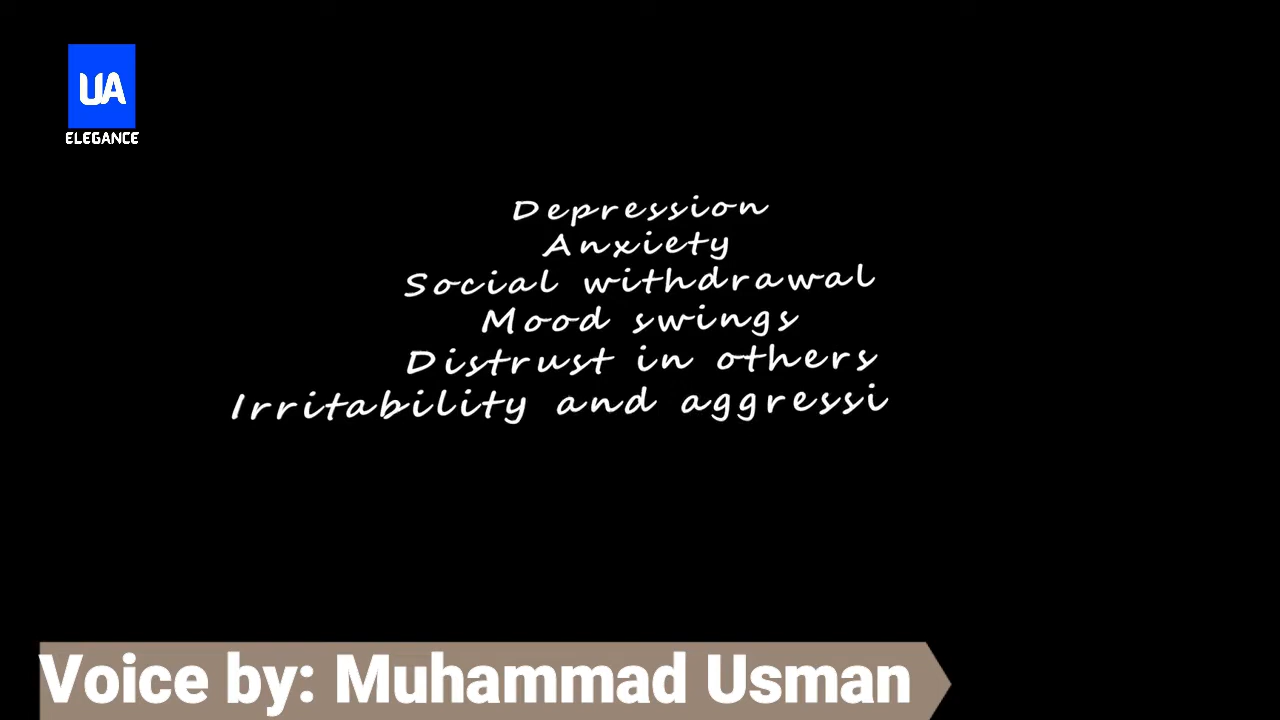 UA
ELEGANCE
Depression
Anxiety
Social withdrawal
Mood swings
Distrust in others
Irritability and aggressi
Voice by: Muhammad Usman